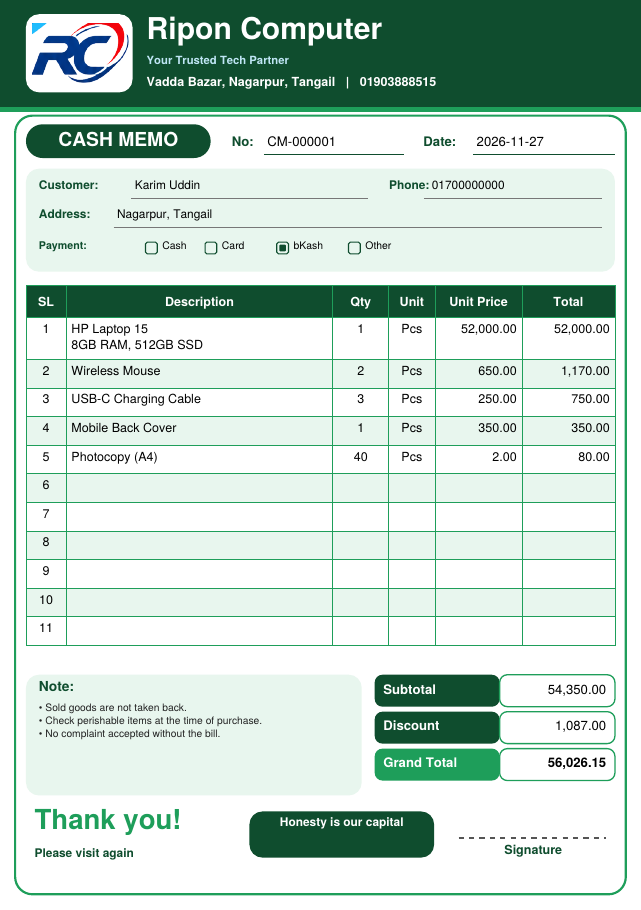 RC
Ripon Computer
Your Trusted Tech Partner
Vadda Bazar, Nagarpur, Tangail | 01903888515
CASH MEMO No: CM-000001 Date: 2026-11-27
Customer: Karim Uddin Phone: 01700000000
Address: Nagarpur, Tangail
Payment: Cash Card bKash Other
SL Description Qty Unit Unit Price Total
1 HP Laptop 15 1 Pcs 52,000.00 52,000.00
8GB RAM, 512GB SSD
2 Wireless Mouse 2 Pcs 650.00 1,170.00
3 USB-C Charging Cable 3 Pcs 250.00 750.00
4 Mobile Back Cover 1 Pcs 350.00 350.00
5 Photocopy (A4) 40 Pcs 2.00 80.00
6
7
8
9
10
11
Note:
• Sold goods are not taken back.
• Check perishable items at the time of purchase.
• No complaint accepted without the bill.
Subtotal 54,350.00
Discount 1,087.00
Grand Total 56,026.15
Thank you!
Please visit again
Honesty is our capital
Signature